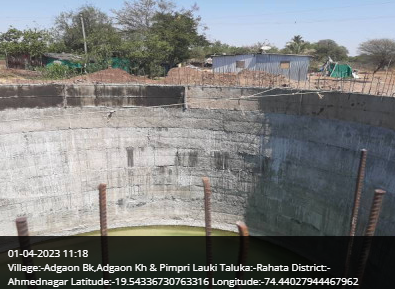 01-04-2023 11:18
Village:-Adgaon Bk,Adgaon Kh & Pimpri Lauki Taluka:-Rahata District:-
Ahmednagar Latitude:-19.54336730763316 Longitude:-74.44027944467962